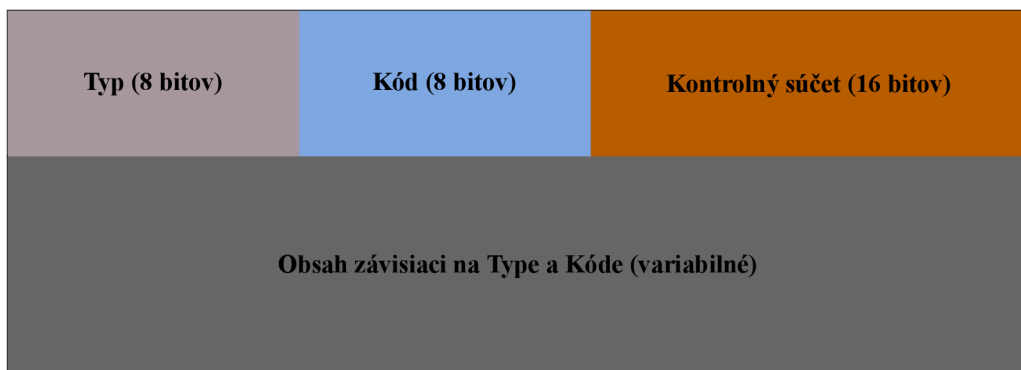 Typ (8 bitov)
Kód (8 bitov)
Kontrolný súčet (16 bitov)
Obsah závisiaci na Type a Kóde (variabilné)